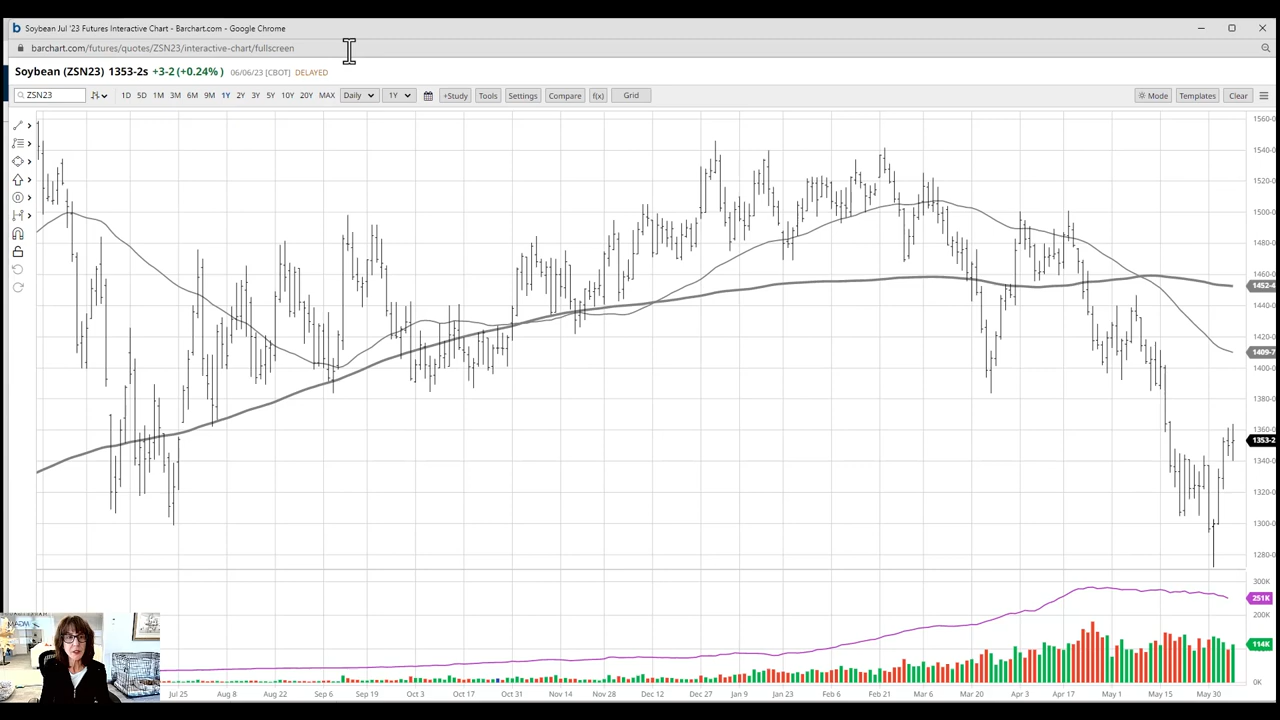 Soybean Jul '23 Futures Interactive Chart - Barchart.com - Google Chrome
barchart.com/futures/quotes/ZSN23/interactive-chart/fullscreen
Soybean (ZSN23) 1353-2s +3-2 (+0.24%) 06/06/23 [CBOT] DELAYED
ZSN23 1D 5D 1M 3M 6M 9M 1Y 2Y 3Y 5Y 10Y 20Y MAX Daily 1Y +Study Tools Settings Compare f(x) Grid Mode Templates Clear
1560-0
1540-0
1520-0
1500-0
1480-0
1460-0
1452-4
1440-0
1420-0
1409-7
1400-0
1380-0
1360-0
1353-2
1340-0
1320-0
1300-0
1280-0
300K
251K
200K
114K
0K
Jul 25 Aug 8 Aug 22 Sep 6 Sep 19 Oct 3 Oct 17 Oct 31 Nov 14 Nov 28 Dec 12 Dec 27 Jan 9 Jan 23 Feb 6 Feb 21 Mar 6 Mar 20 Apr 3 Apr 17 May 1 May 15 May 30